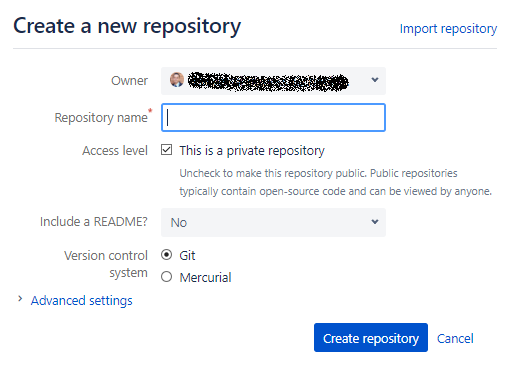 Create a new repository
Import repository
Owner
Repository name*
Access level
This is a private repository
Uncheck to make this repository public. Public repositories
typically contain open-source code and can be viewed by anyone.
Include a README?
No
Version control
system
Git
Mercurial
Advanced settings
Create repository
Cancel